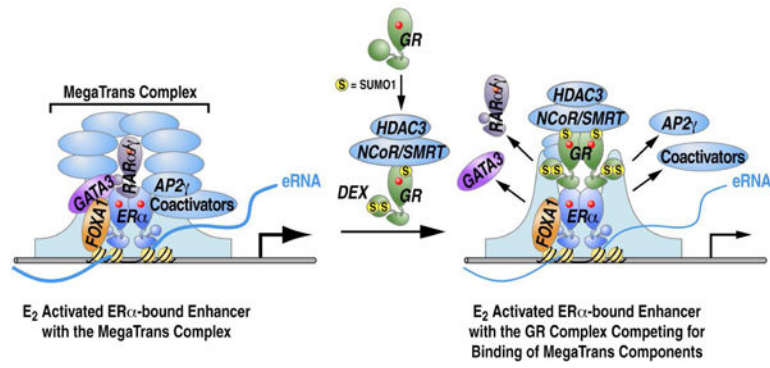 MegaTrans Complex
RARα/γ
GATA3
AP2γ
Coactivators
FOXA1
ERα
eRNA
E2 Activated ERα-bound Enhancer
with the MegaTrans Complex
GR
S = SUMO1
HDAC3
NCoR/SMRT
S
DEX
GR
S S
HDAC3
RARα/γ
NCoR/SMRT
S S
GR
AP2γ
S S
S S
GATA3
Coactivators
eRNA
FOXA1
ERα
E2 Activated ERα-bound Enhancer
with the GR Complex Competing for
Binding of MegaTrans Components